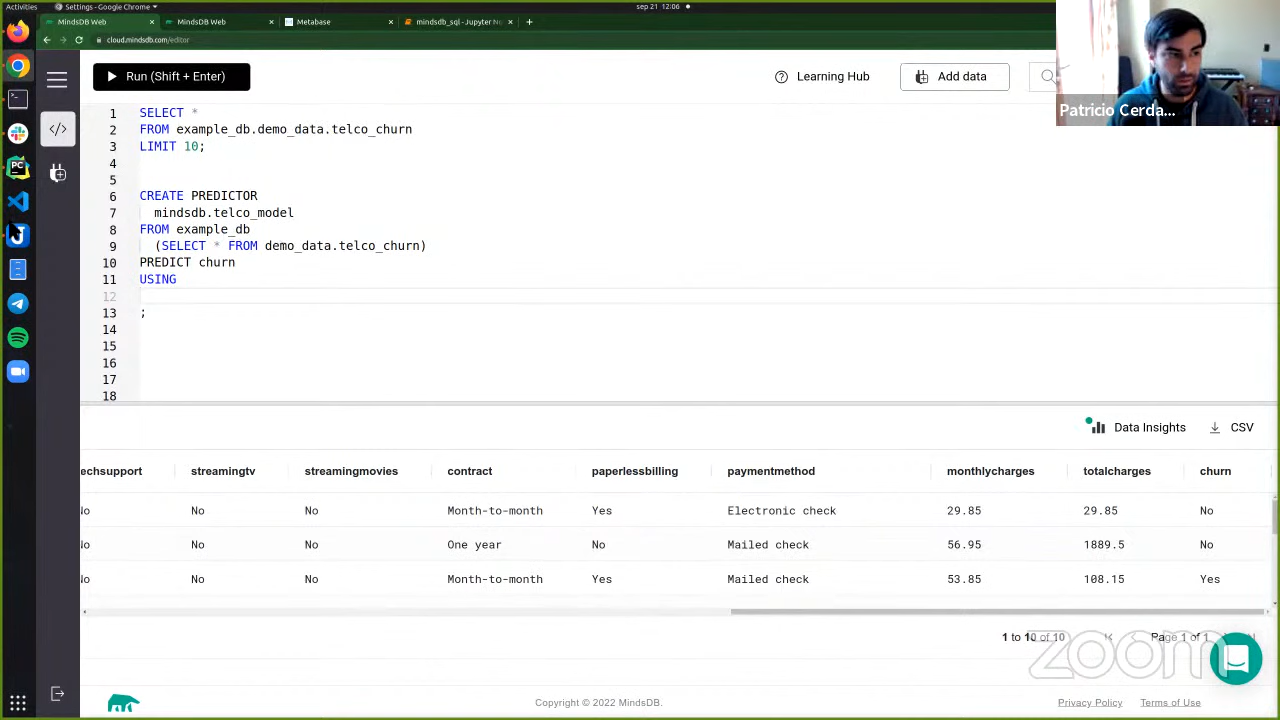 Activities
Settings - Google Chrome
sep 21 12:06
MindsDB Web
MindsDB Web
Metabase
mindsdb_sql - Jupyter No
cloud.mindsdb.com/editor
Run (Shift + Enter)
Learning Hub
Add data
Patricio Cerda...
1 SELECT *
2 FROM example_db.demo_data.telco_churn
3 LIMIT 10;
4
5
6 CREATE PREDICTOR
7 mindsdb.telco_model
8 FROM example_db
9 (SELECT * FROM demo_data.telco_churn)
10 PREDICT churn
11 USING
12
13 ;
14
15
16
17
18
Data Insights
CSV
echsupport streamingtv streamingmovies contract paperlessbilling paymentmethod monthlycharges totalcharges churn
No No No Month-to-month Yes Electronic check 29.85 29.85 No
No No No One year No Mailed check 56.95 1889.5 No
No No No Month-to-month Yes Mailed check 53.85 108.15 Yes
1 to 10 of 10
Page 1 of 1
zoom
Copyright © 2022 MindsDB.
Privacy Policy
Terms of Use